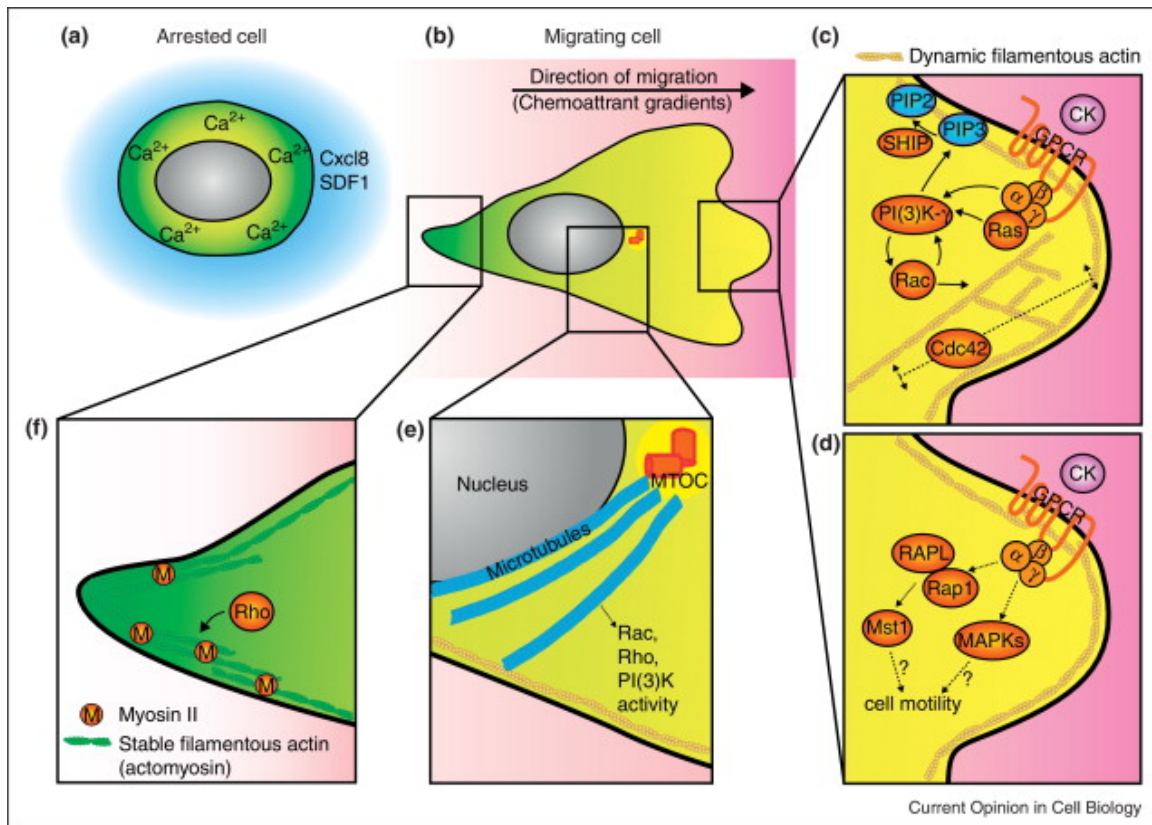 (a)
Arrested cell
Ca2+
Ca2+
Ca2+
Ca2+
Ca2+
Cxcl8
SDF1
(b)
Migrating cell
Direction of migration
(Chemoattrant gradients)
(c)
Dynamic filamentous actin
PIP2
PIP3
SHIP
CK
GPCR
PI(3)K-γ
α
β
γ
Ras
Rac
Cdc42
(f)
M
Rho
M
M
M
M Myosin II
Stable filamentous actin
(actomyosin)
(e)
Nucleus
MTOC
Microtubules
Rac,
Rho,
PI(3)K
activity
(d)
CK
GPCR
RAPL
Rap1
α
β
γ
Mst1
MAPKs
?
?
cell motility
Current Opinion in Cell Biology